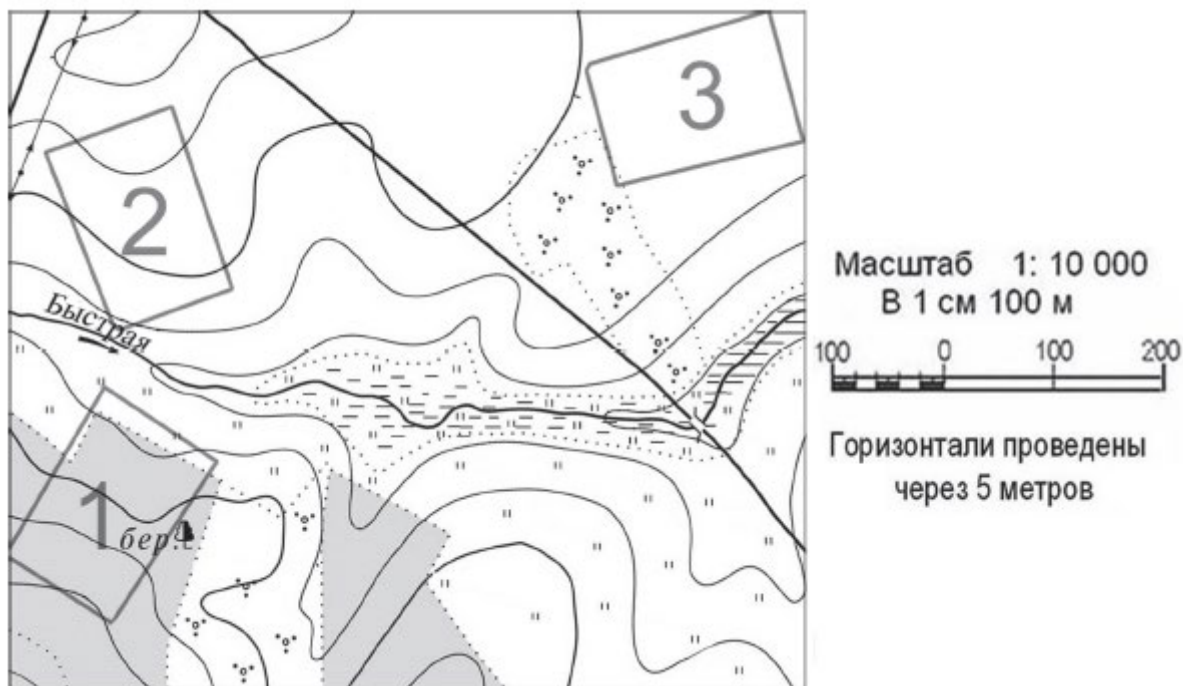 3
2
Быстрая
1
бер.
Масштаб 1: 10 000
В 1 см 100 м
100 0 100 200
Горизонтали проведены
через 5 метров